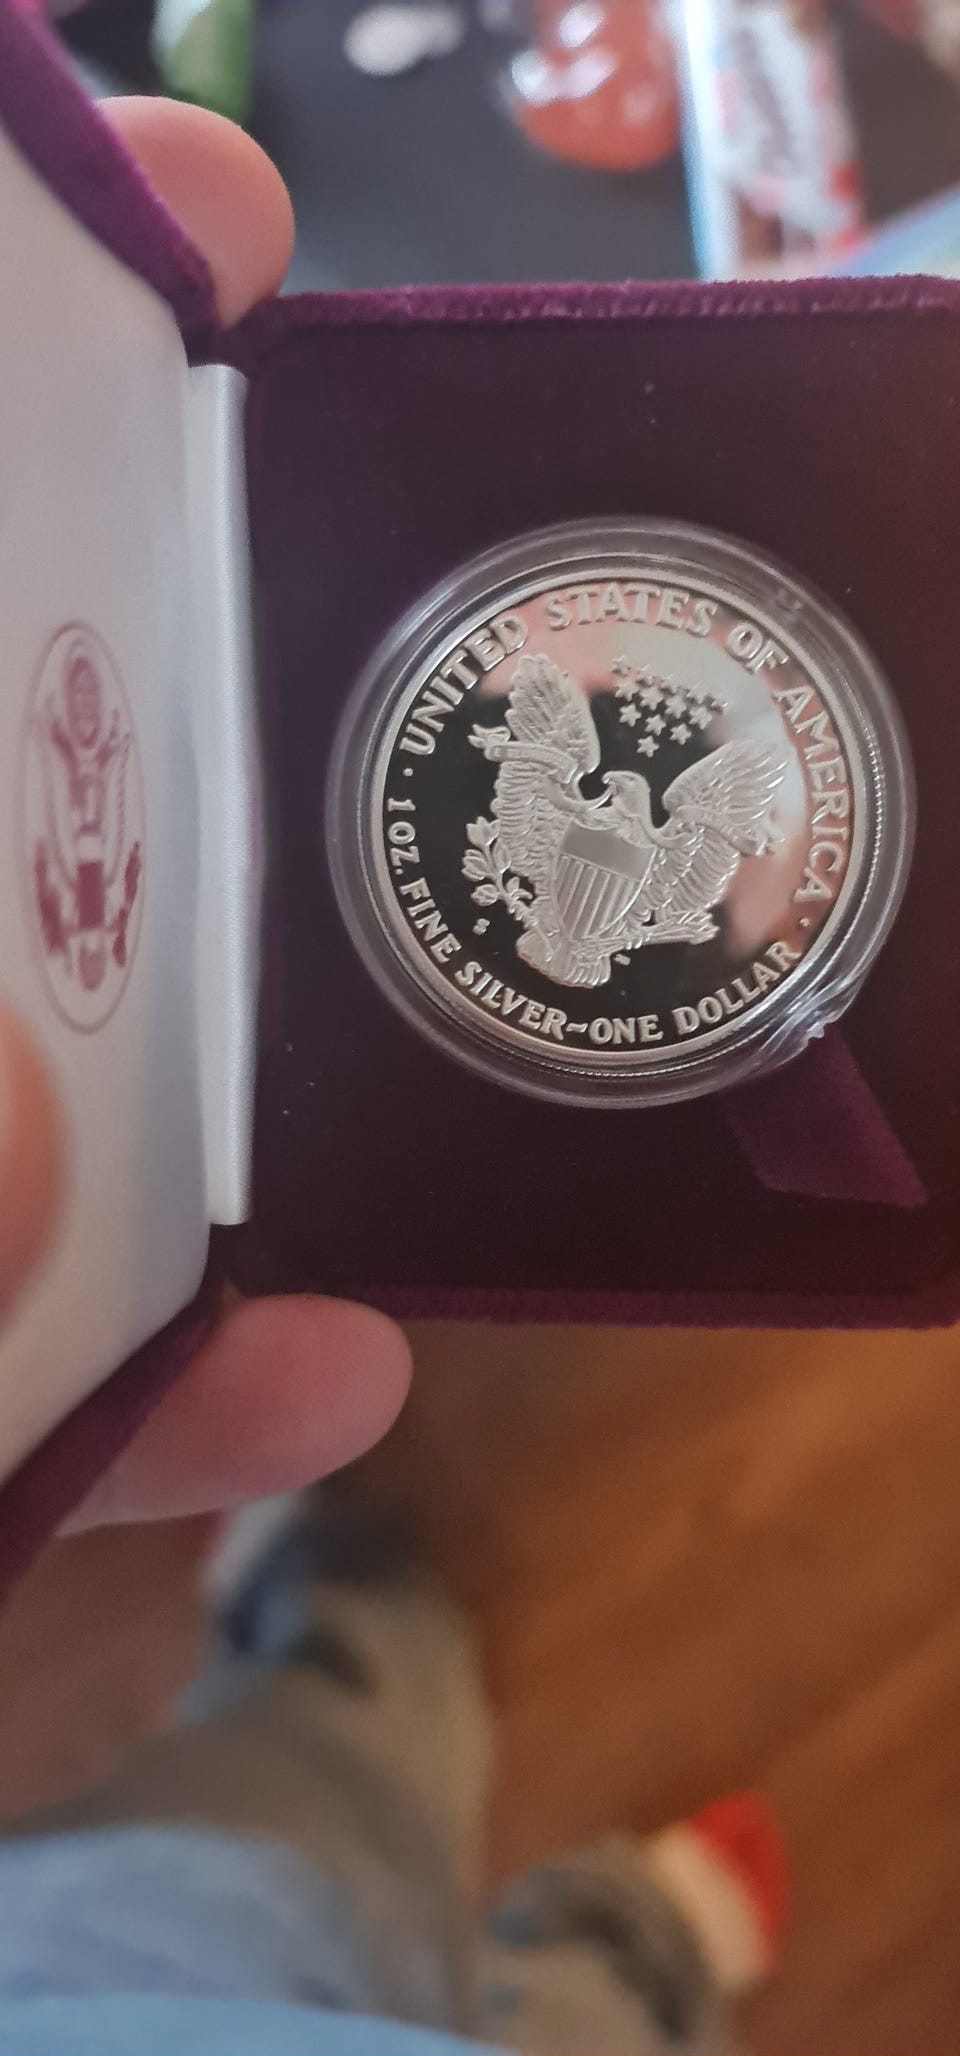 UNITED STATES OF AMERICA
1 OZ. FINE SILVER~ONE DOLLAR
S